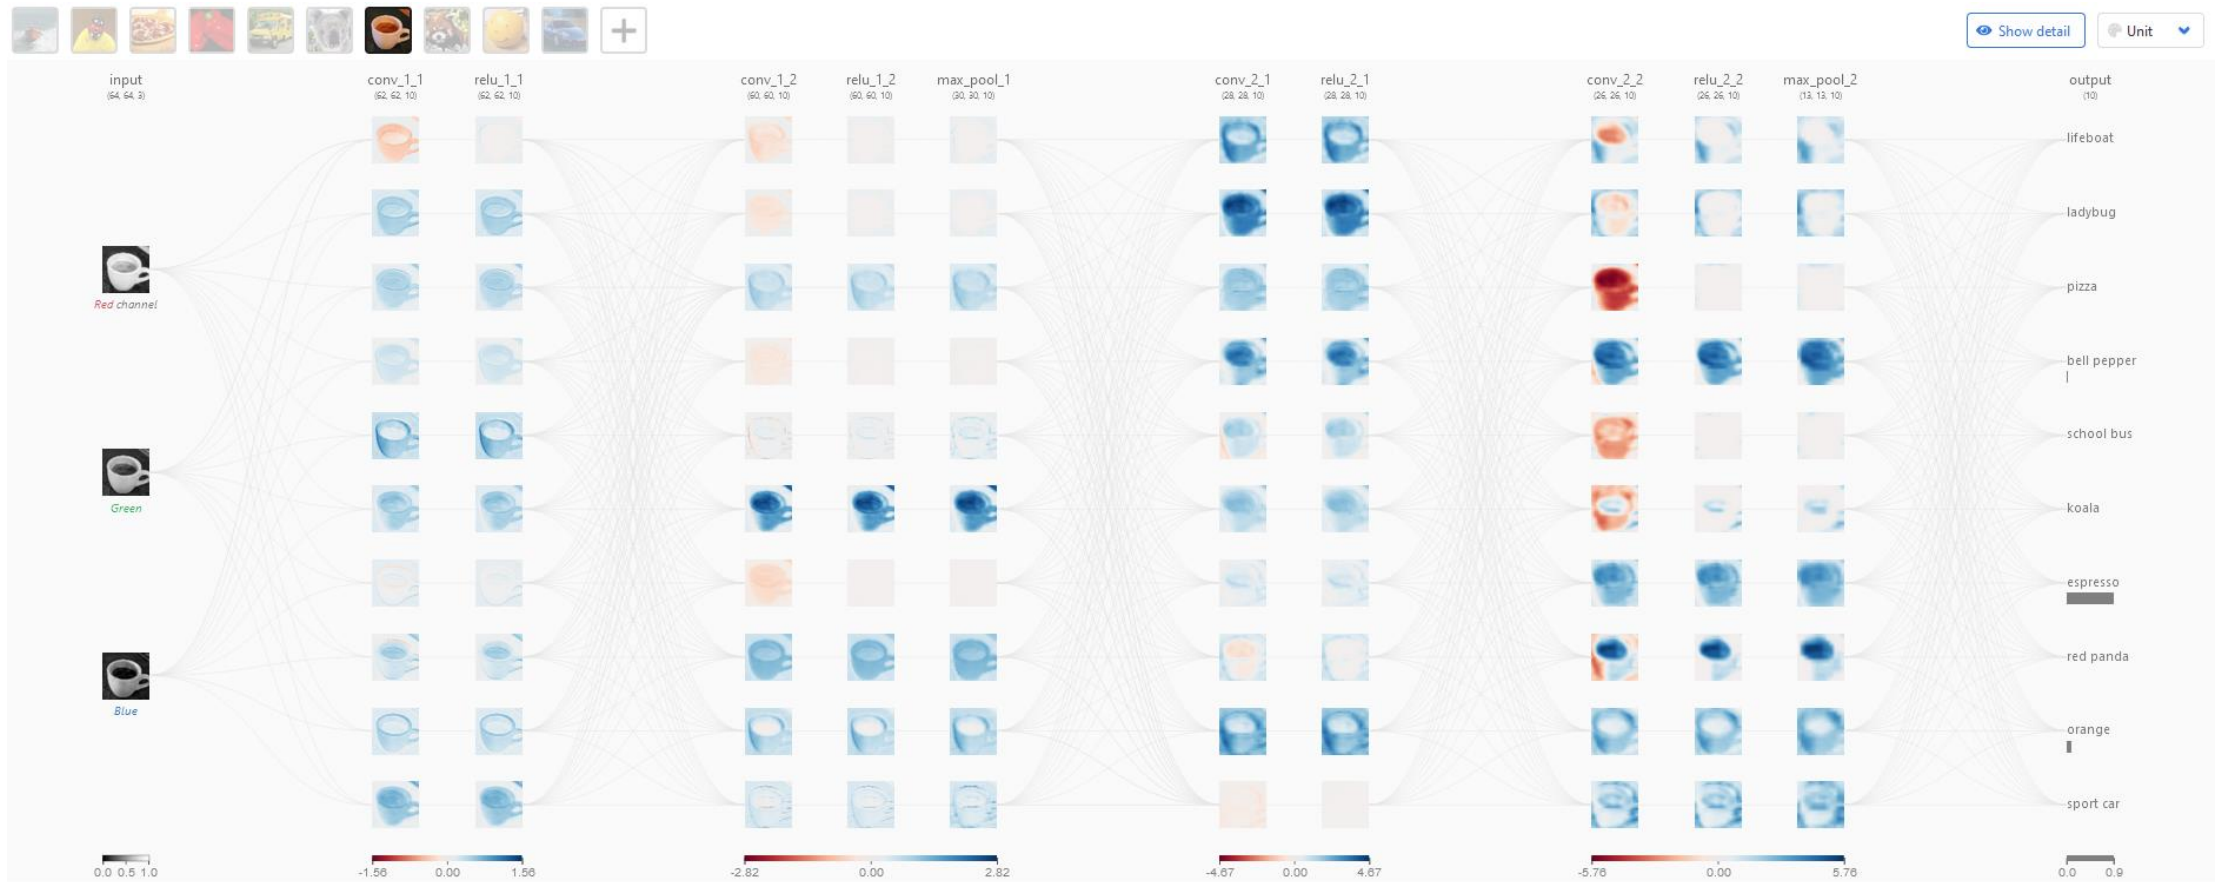 Show detail
Unit
input conv_1_1 relu_1_1 conv_1_2 relu_1_2 max_pool_1 conv_2_1 relu_2_1 conv_2_2 relu_2_2 max_pool_2 output
(64, 64, 3) (62, 62, 10) (62, 62, 10) (60, 60, 10) (60, 60, 10) (30, 30, 10) (28, 28, 10) (28, 28, 10) (26, 26, 10) (26, 26, 10) (13, 13, 10) (10)
lifeboat
ladybug
pizza
Red channel
bell pepper
school bus
Green
koala
espresso
red panda
Blue
orange
sport car
0.0 0.5 1.0 -1.56 0.00 1.56 -2.82 0.00 2.82 -4.67 0.00 4.67 -5.76 0.00 5.76 0.0 0.9